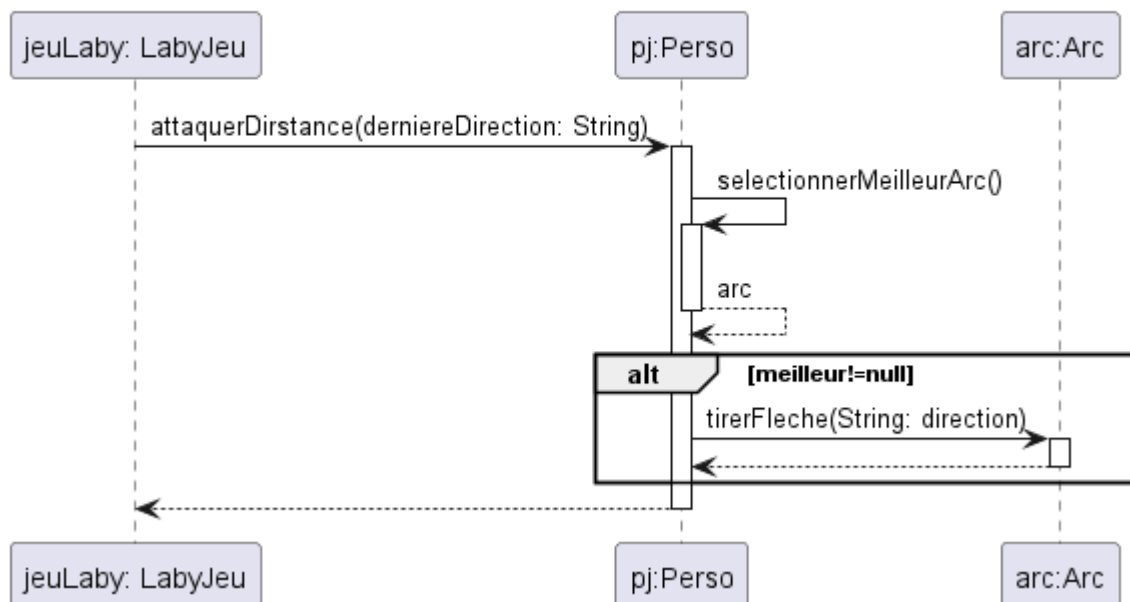 jeuLaby: LabyJeu
pj:Perso
arc:Arc
attaquerDirstance(derniereDirection: String)
selectionnerMeilleurArc()
arc
alt
[meilleur!=null]
tirerFleche(String: direction)
jeuLaby: LabyJeu
pj:Perso
arc:Arc